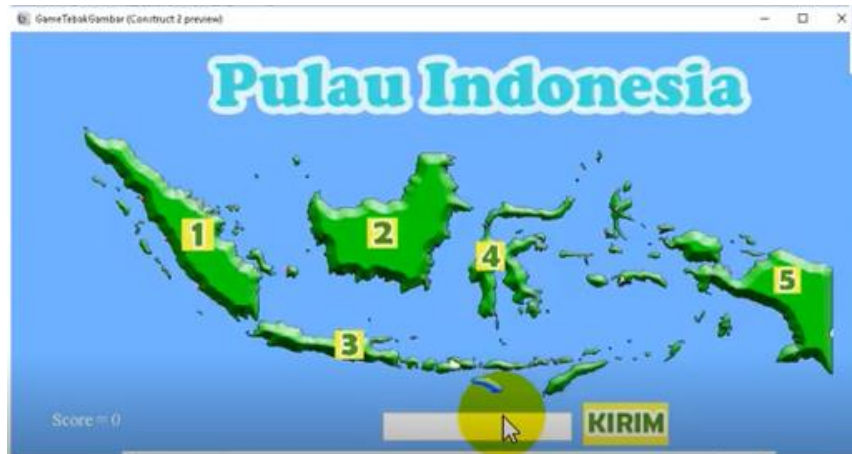 GameTebakGambar (Construct 2 preview)
Pulau Indonesia
1
2
4
5
3
Score = 0
KIRIM